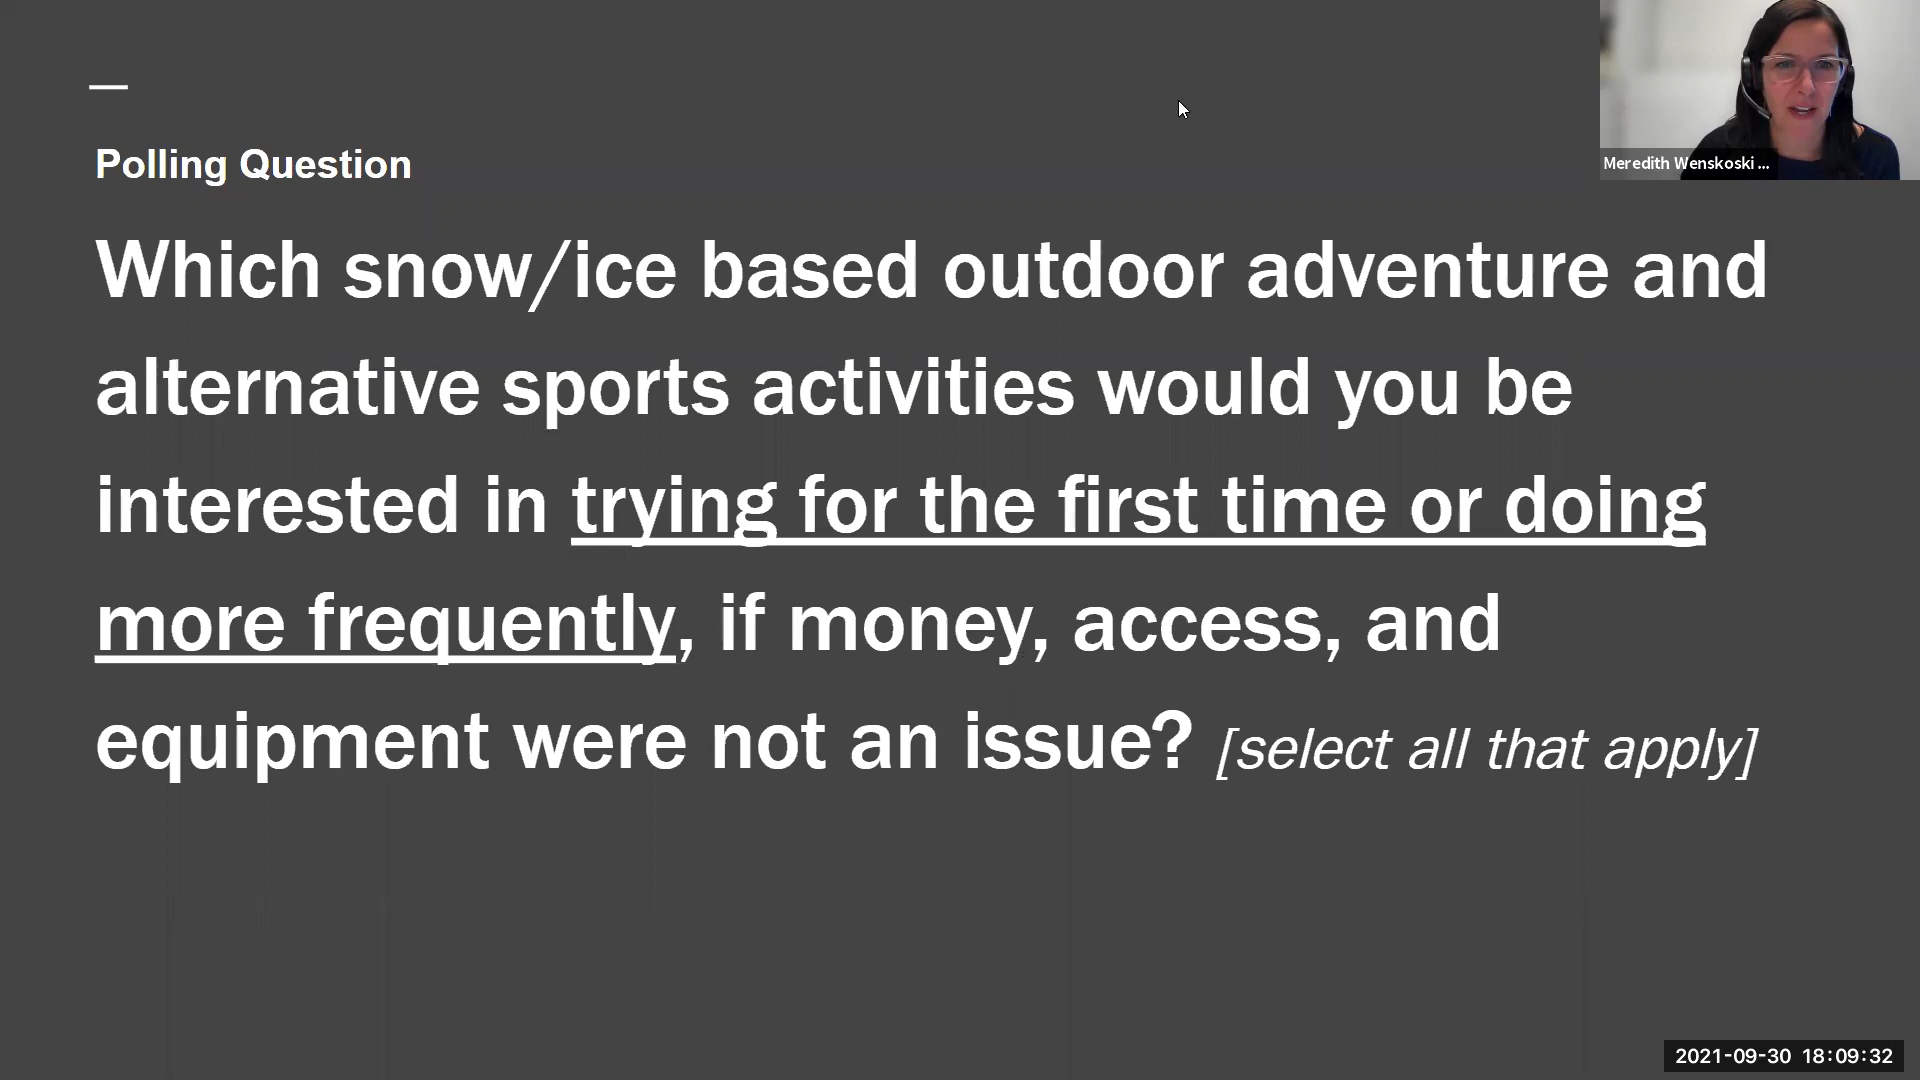 Polling Question
Which snow/ice based outdoor adventure and
alternative sports activities would you be
interested in trying for the first time or doing
more frequently, if money, access, and
equipment were not an issue? [select all that apply]
Meredith Wenskoski ...
2021-09-30 18:09:32